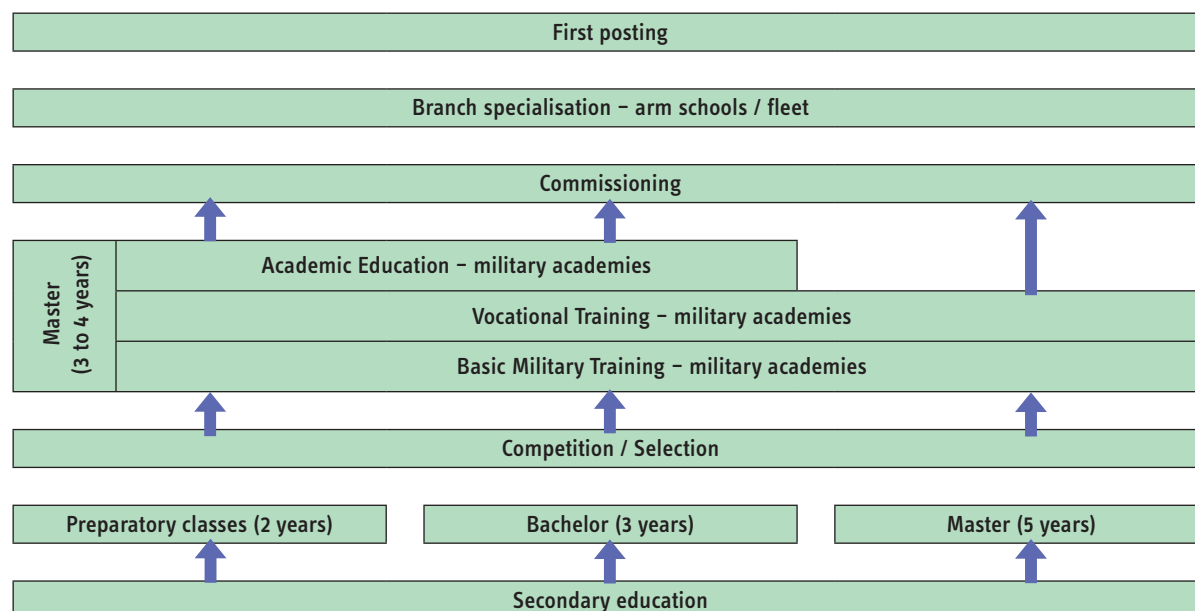 First posting
Branch specialisation – arm schools / fleet
Commissioning
Master
(3 to 4 years)
Academic Education – military academies
Vocational Training – military academies
Basic Military Training – military academies
Competition / Selection
Preparatory classes (2 years)
Bachelor (3 years)
Master (5 years)
Secondary education